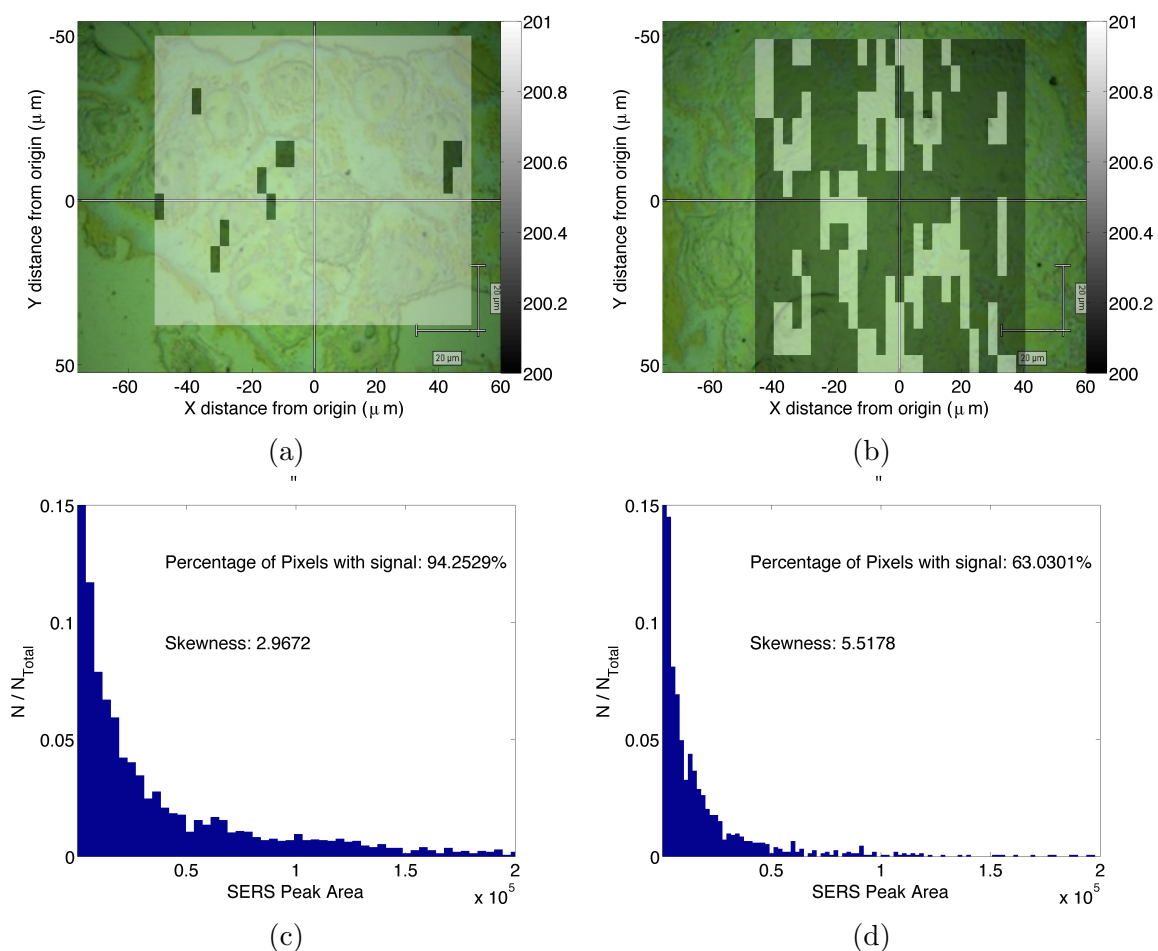 -50
0
50
-60
-40
-20
0
20
40
60
Y distance from origin (μ m)
X distance from origin (μ m)
201
200.8
200.6
200.4
200.2
200
20 μm
20 μm
(a)
-50
0
50
-60
-40
-20
0
20
40
60
Y distance from origin (μ m)
X distance from origin (μ m)
201
200.8
200.6
200.4
200.2
200
20 μm
20 μm
(b)
"
0.15
0.1
0.05
0
N / N_Total
Percentage of Pixels with signal: 94.2529%
Skewness: 2.9672
0.5
1
1.5
2
SERS Peak Area
x 10^5
(c)
"
0.15
0.1
0.05
0
N / N_Total
Percentage of Pixels with signal: 63.0301%
Skewness: 5.5178
0.5
1
1.5
2
SERS Peak Area
x 10^5
(d)